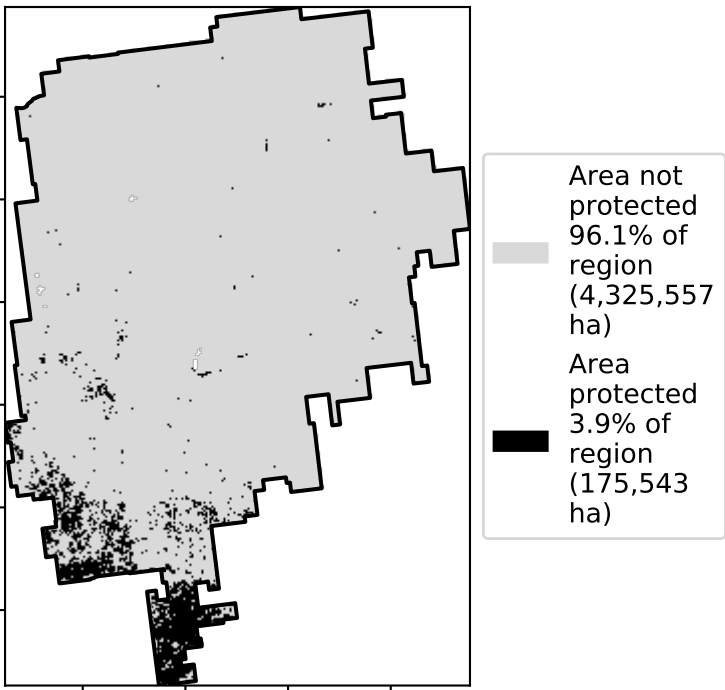 Area not
protected
96.1% of
region
(4,325,557
ha)
Area
protected
3.9% of
region
(175,543
ha)